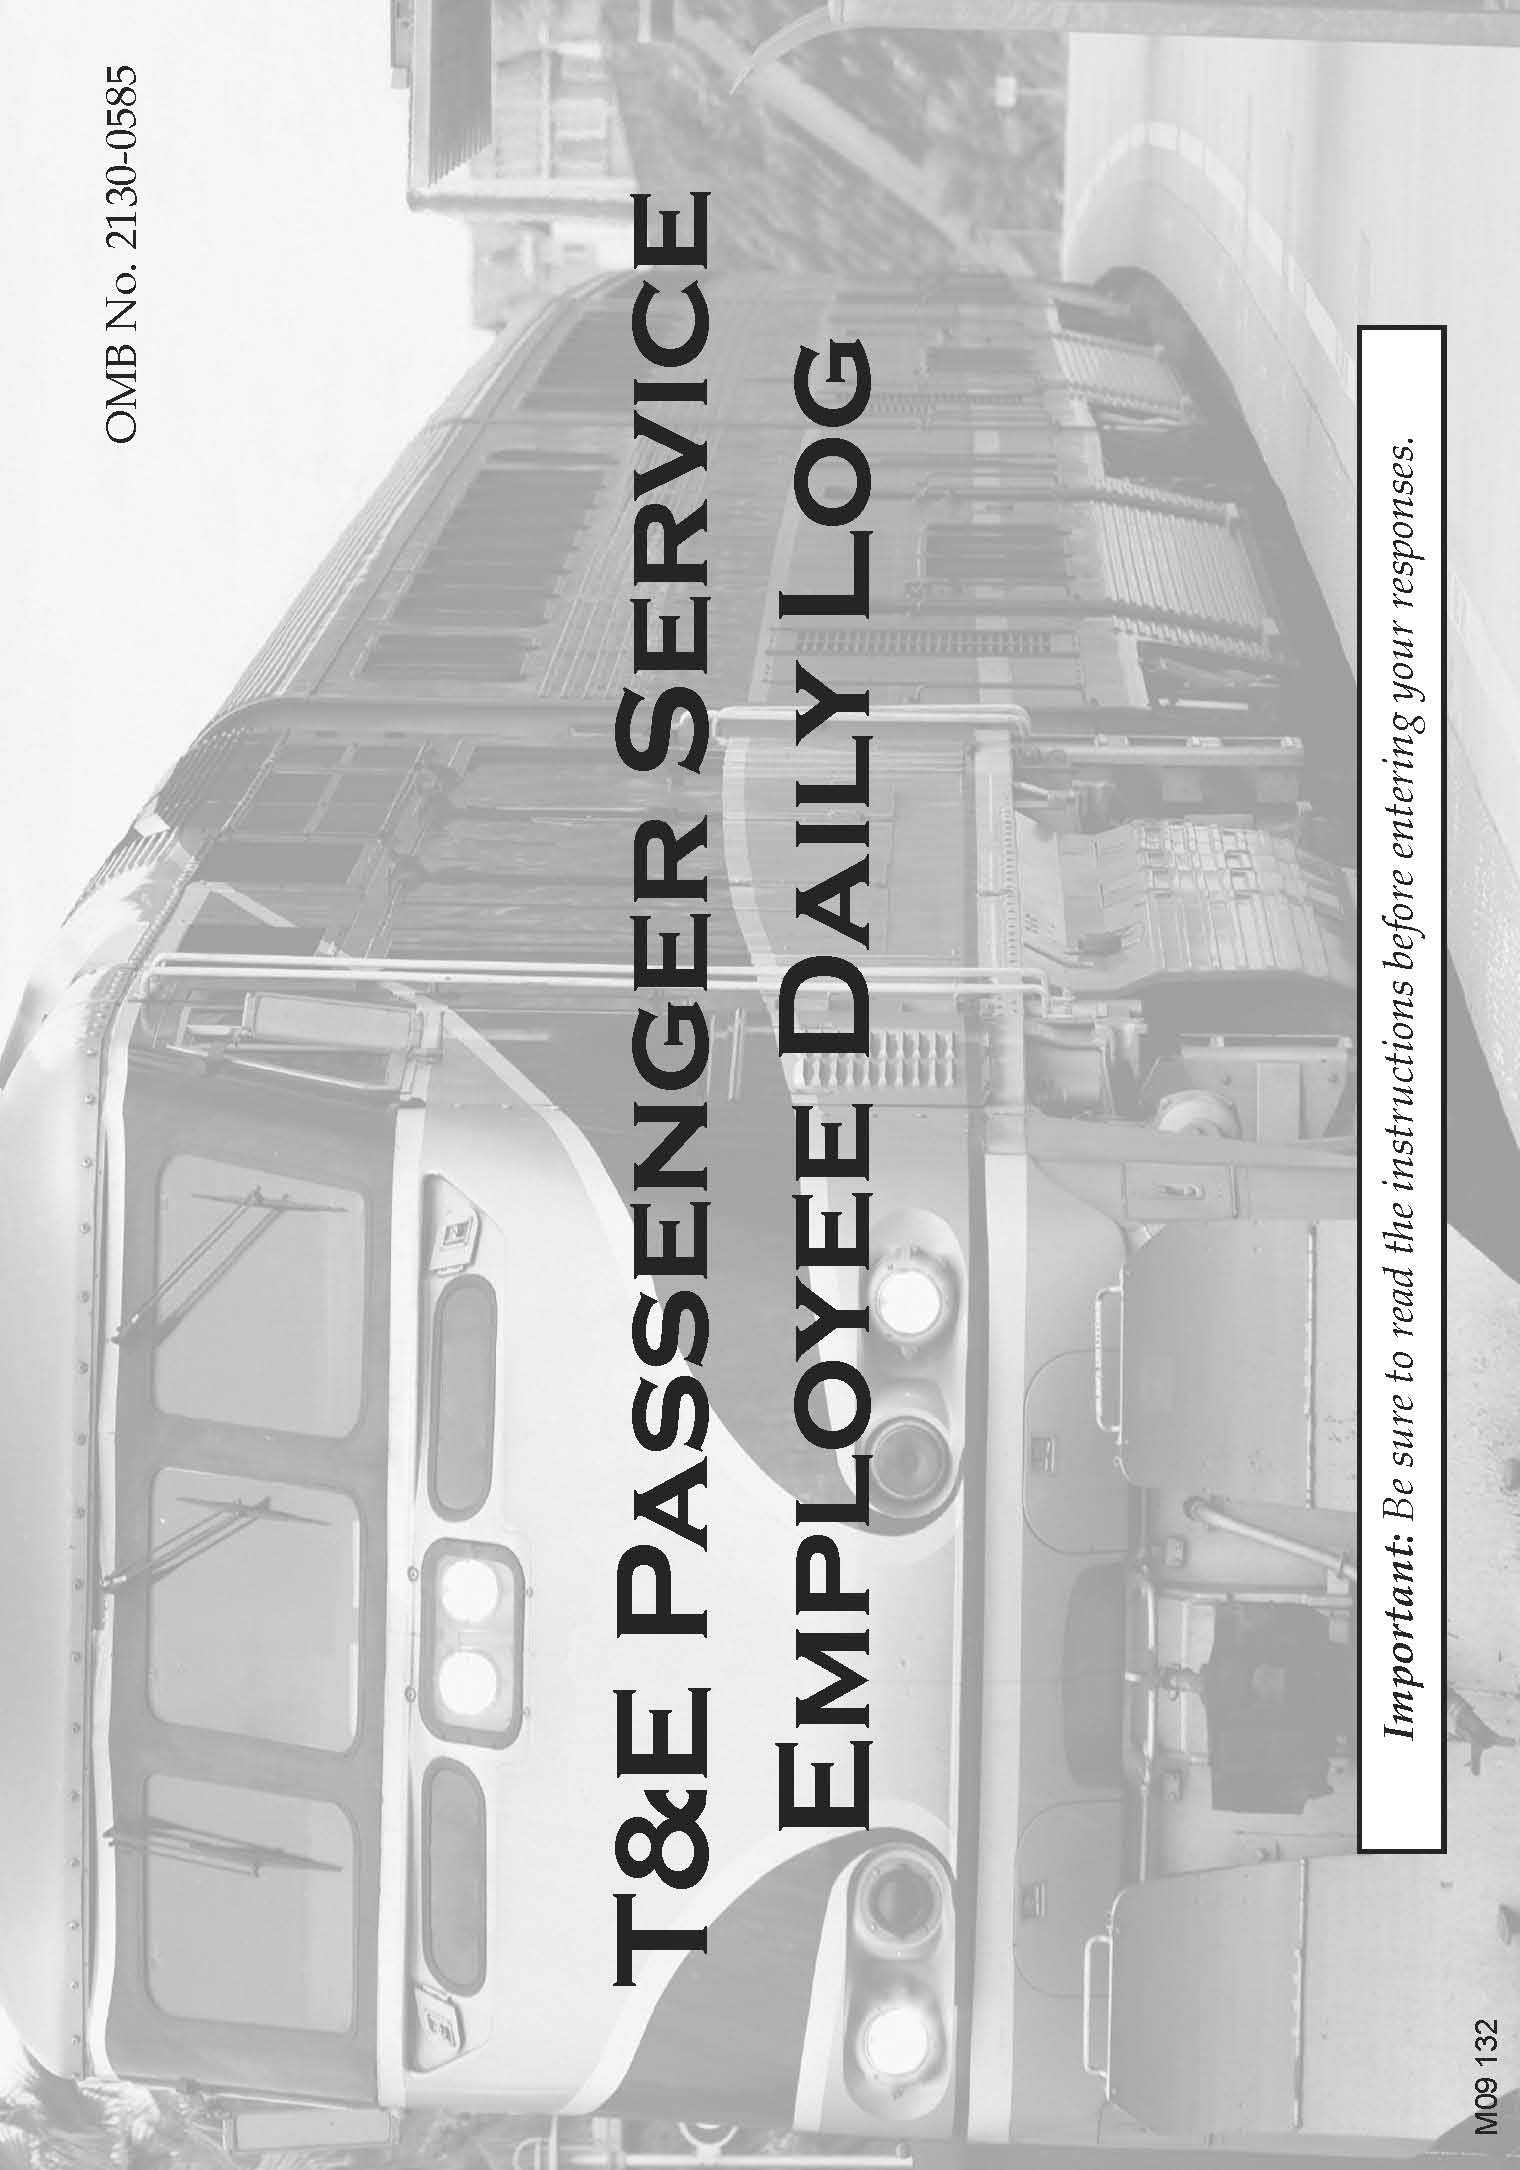 OMB No. 2130-0585
T&E PASSENGER SERVICE
EMPLOYEE DAILY LOG
Important: Be sure to read the instructions before entering your responses.
M09 132